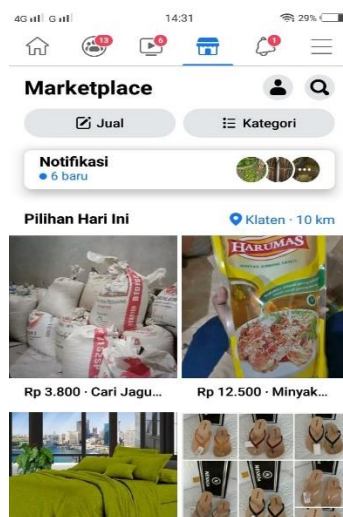 4G G 14:31 29%
13 6 1
Marketplace
Jual Kategori
Notifikasi
6 baru
Pilihan Hari Ini Klaten · 10 km
HARUMAS
Rp 3.800 · Cari Jagu... Rp 12.500 · Minyak...